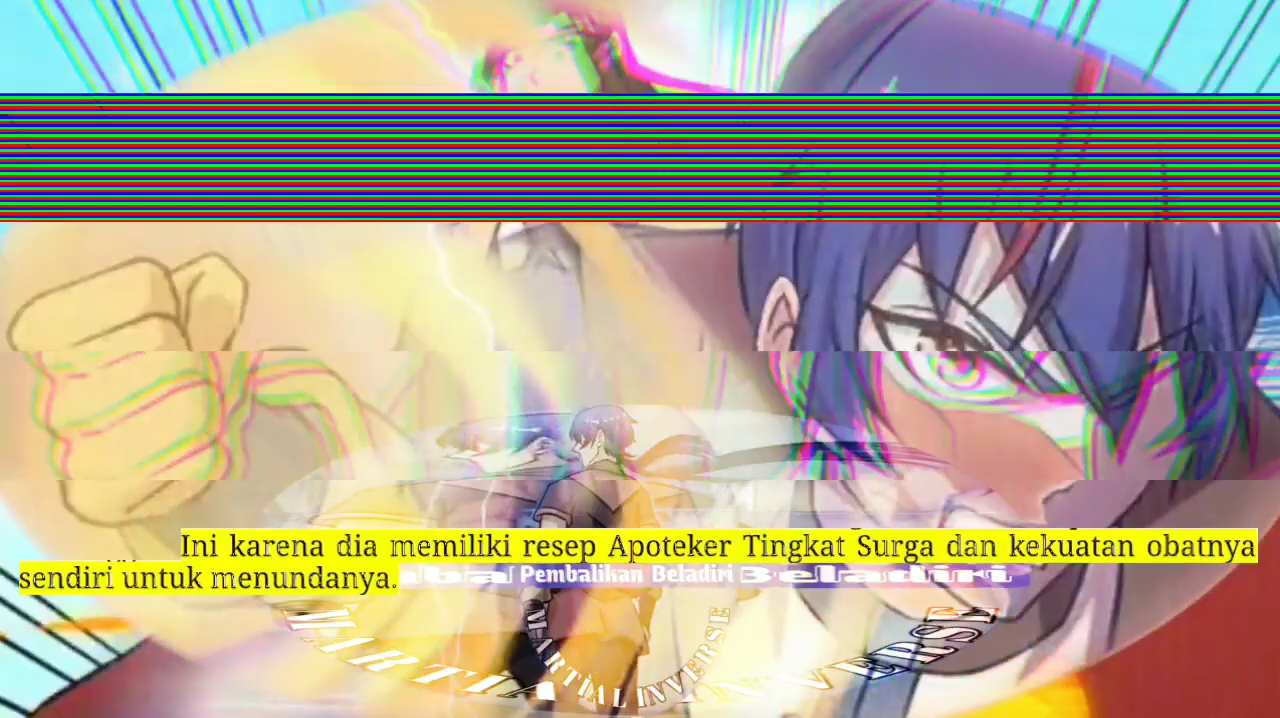 Ini karena dia memiliki resep Apoteker Tingkat Surga dan kekuatan obatnya
sendiri untuk menundanya.
Pembalikan Beladiri Beladiri
MARTIAL INVERSE
MARTIAL INVERSE